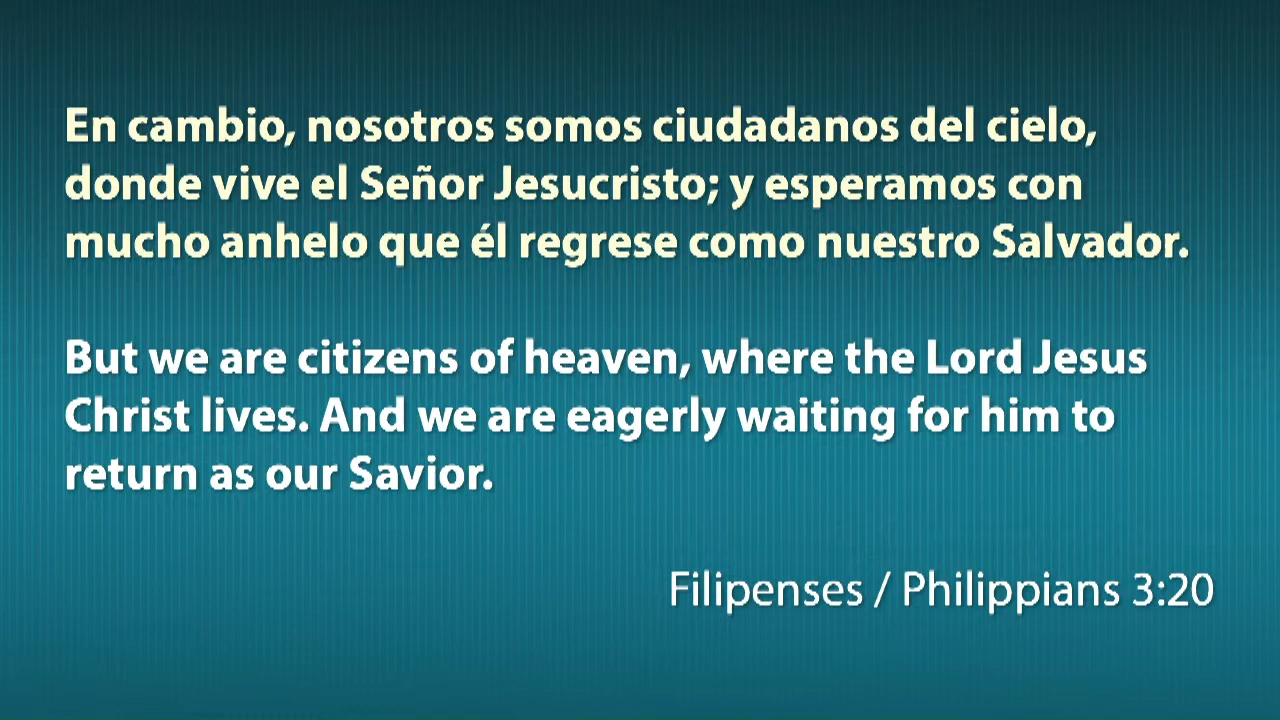 En cambio, nosotros somos ciudadanos del cielo,
donde vive el Señor Jesucristo; y esperamos con
mucho anhelo que él regrese como nuestro Salvador.
But we are citizens of heaven, where the Lord Jesus
Christ lives. And we are eagerly waiting for him to
return as our Savior.
Filipenses / Philippians 3:20